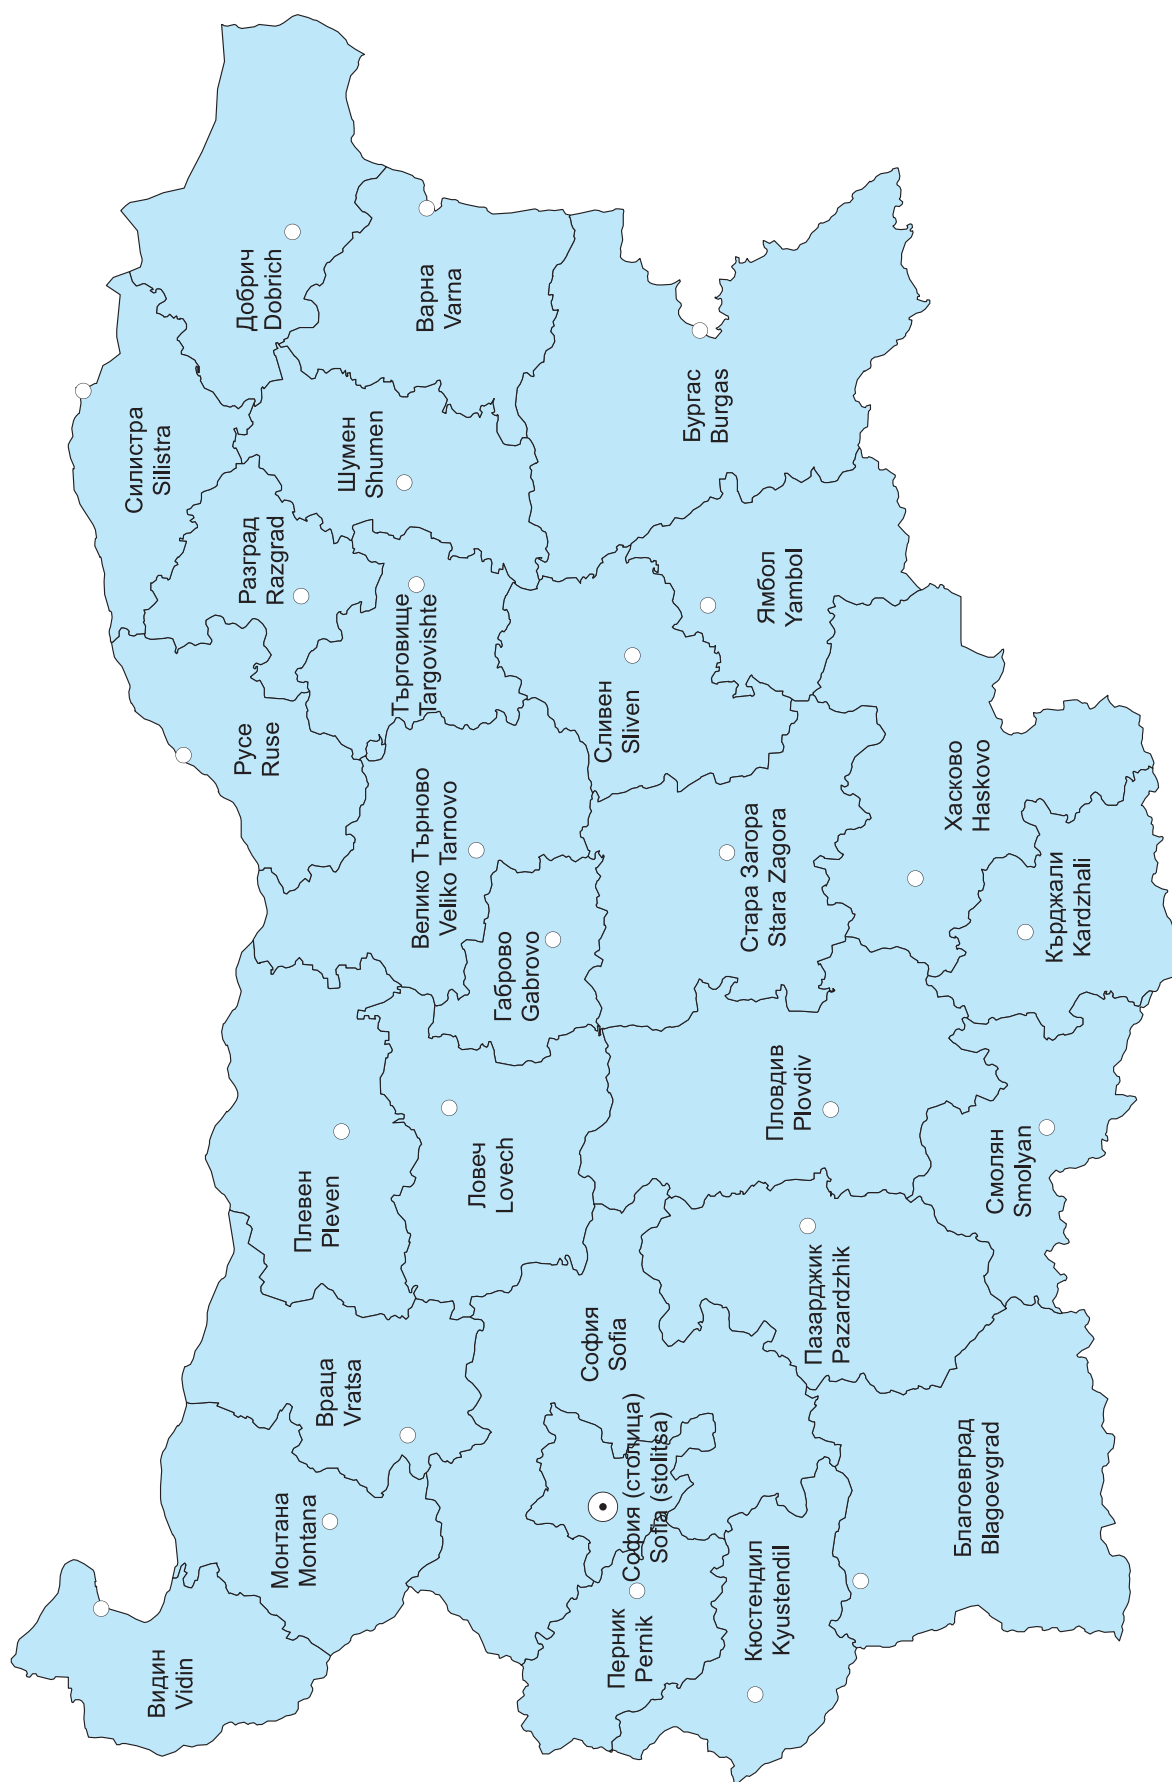 Видин
Vidin
Монтана
Montana
Враца
Vratsa
Плевен
Pleven
Ловеч
Lovech
Габрово
Gabrovo
Велико Търново
Veliko Tarnovo
Русе
Ruse
Разград
Razgrad
Силистра
Silistra
Добрич
Dobrich
Търговище
Targovishte
Шумен
Shumen
Варна
Varna
Бургас
Burgas
Сливен
Sliven
Ямбол
Yambol
Стара Загора
Stara Zagora
Хасково
Haskovo
Кърджали
Kardzhali
Пловдив
Plovdiv
Смолян
Smolyan
Пазарджик
Pazardzhik
София
Sofia
София (столица)
Sofia (stolitsa)
Перник
Pernik
Кюстендил
Kyustendil
Благоевград
Blagoevgrad